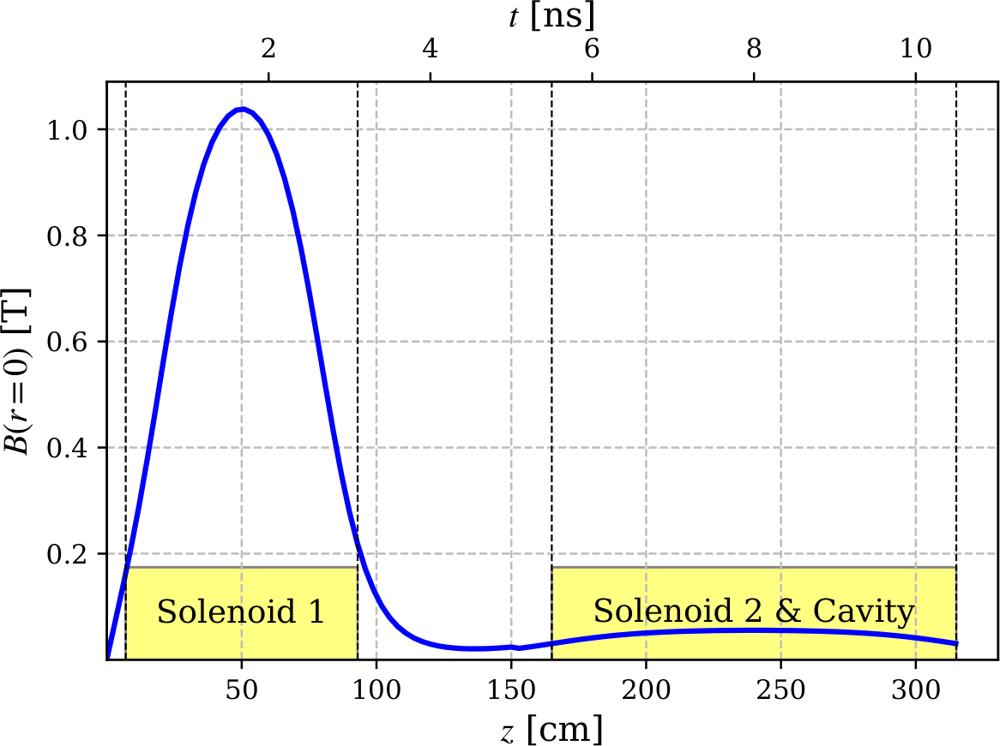 t [ns]
2 4 6 8 10
1.0
0.8
0.6
0.4
0.2
B(r=0) [T]
Solenoid 1
Solenoid 2 & Cavity
50 100 150 200 250 300
z [cm]